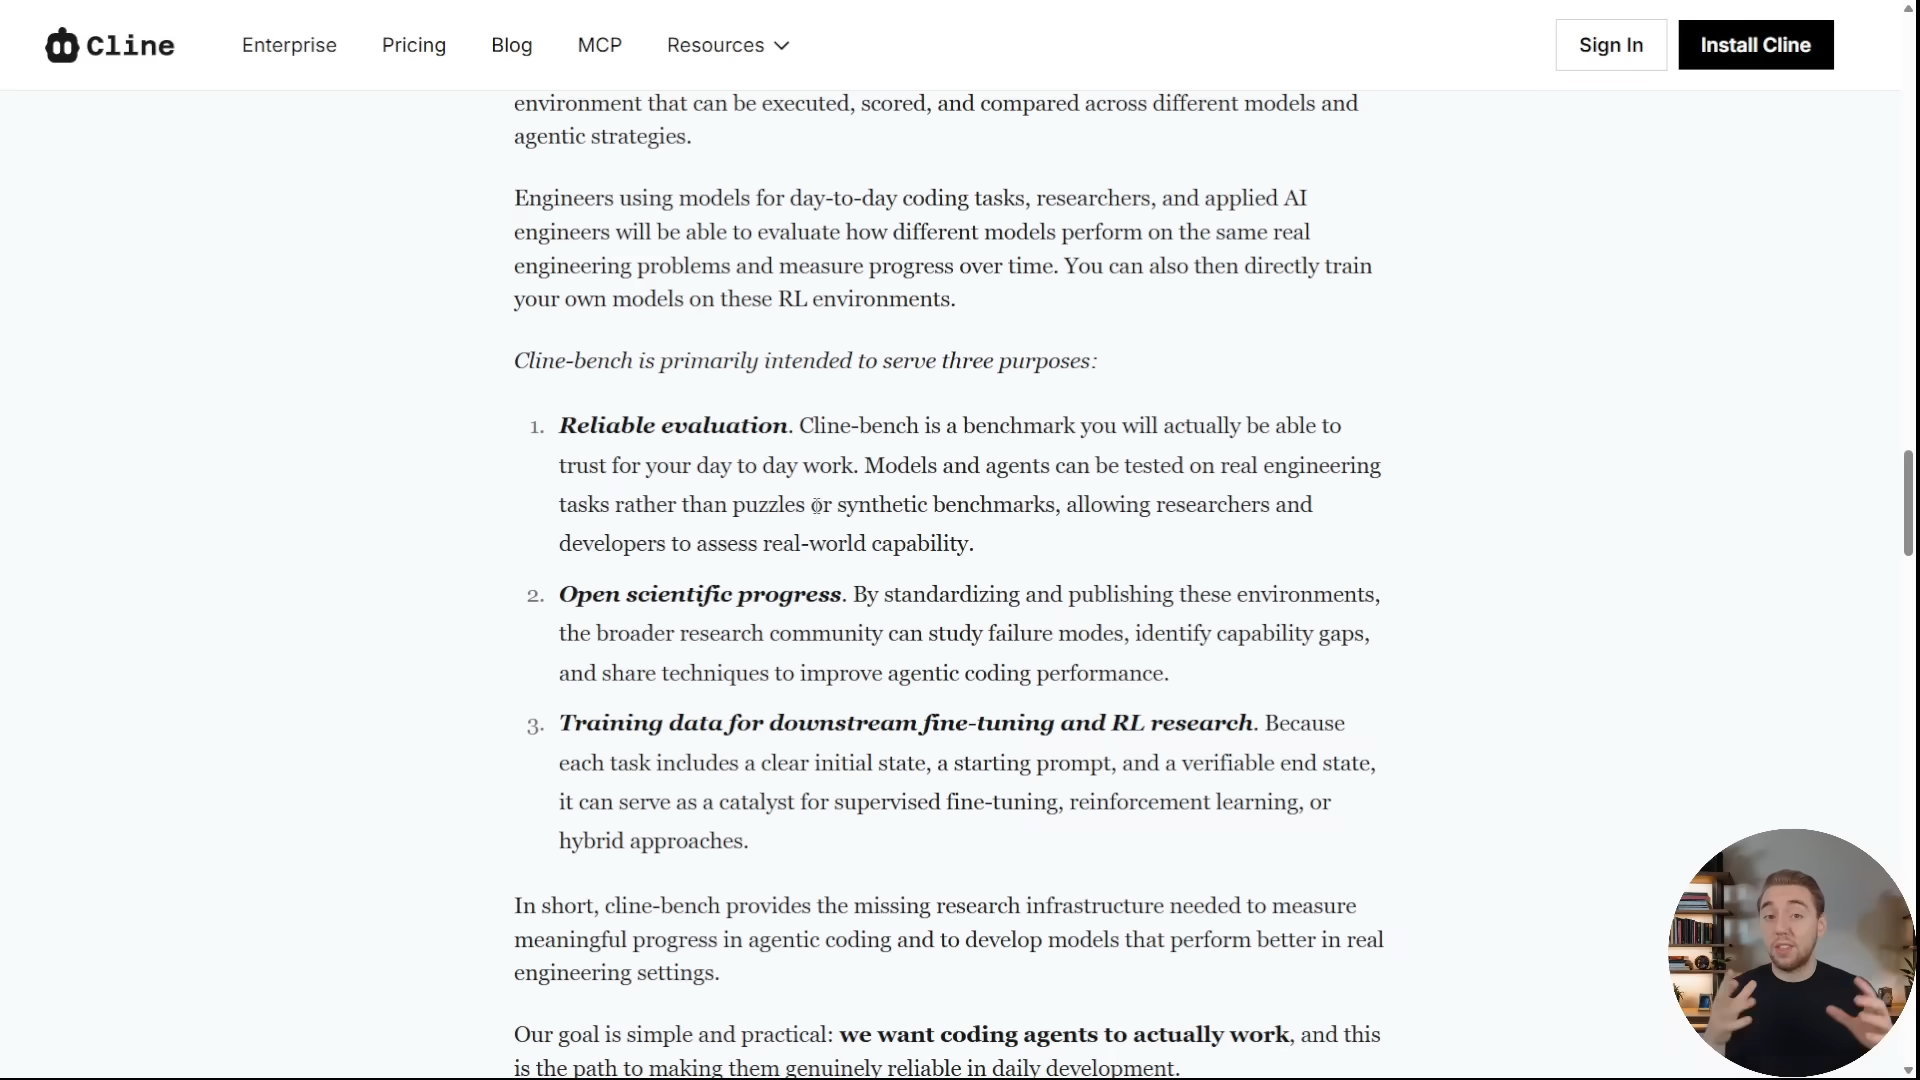 Cline
Enterprise
Pricing
Blog
MCP
Resources
Sign In
Install Cline
environment that can be executed, scored, and compared across different models and
agentic strategies.
Engineers using models for day-to-day coding tasks, researchers, and applied AI
engineers will be able to evaluate how different models perform on the same real
engineering problems and measure progress over time. You can also then directly train
your own models on these RL environments.
Cline-bench is primarily intended to serve three purposes:
1. Reliable evaluation. Cline-bench is a benchmark you will actually be able to
trust for your day to day work. Models and agents can be tested on real engineering
tasks rather than puzzles or synthetic benchmarks, allowing researchers and
developers to assess real-world capability.
2. Open scientific progress. By standardizing and publishing these environments,
the broader research community can study failure modes, identify capability gaps,
and share techniques to improve agentic coding performance.
3. Training data for downstream fine-tuning and RL research. Because
each task includes a clear initial state, a starting prompt, and a verifiable end state,
it can serve as a catalyst for supervised fine-tuning, reinforcement learning, or
hybrid approaches.
In short, cline-bench provides the missing research infrastructure needed to measure
meaningful progress in agentic coding and to develop models that perform better in real
engineering settings.
Our goal is simple and practical: we want coding agents to actually work, and this
is the path to making them genuinely reliable in daily development.